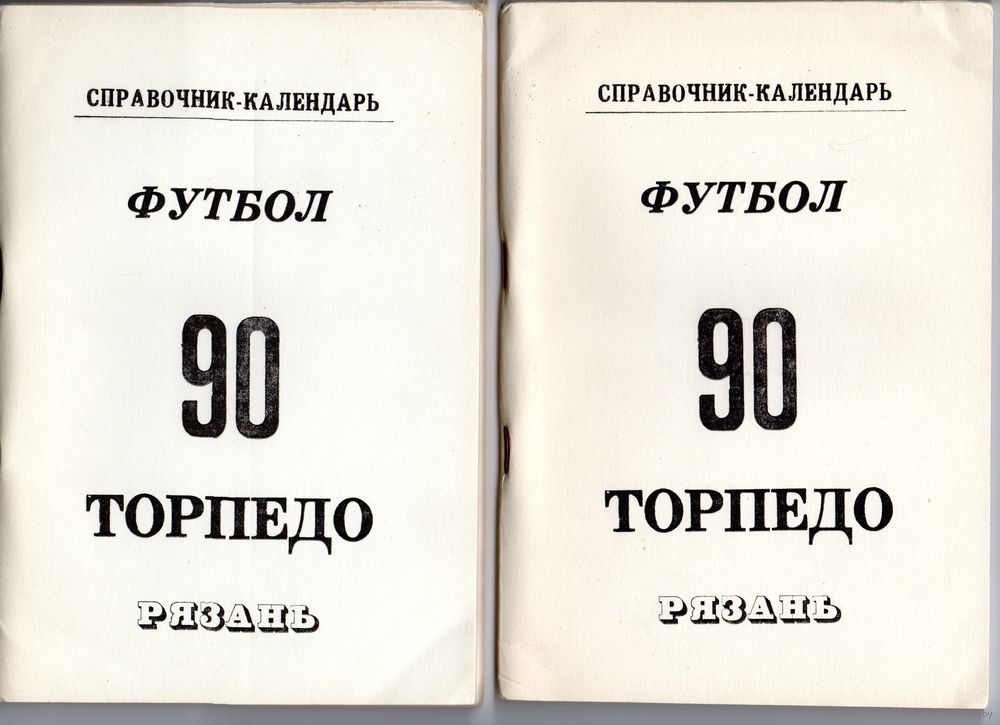 СПРАВОЧНИК-КАЛЕНДАРЬ
ФУТБОЛ
90
ТОРПЕДО
РЯЗАНЬ
СПРАВОЧНИК-КАЛЕНДАРЬ
ФУТБОЛ
90
ТОРПЕДО
РЯЗАНЬ